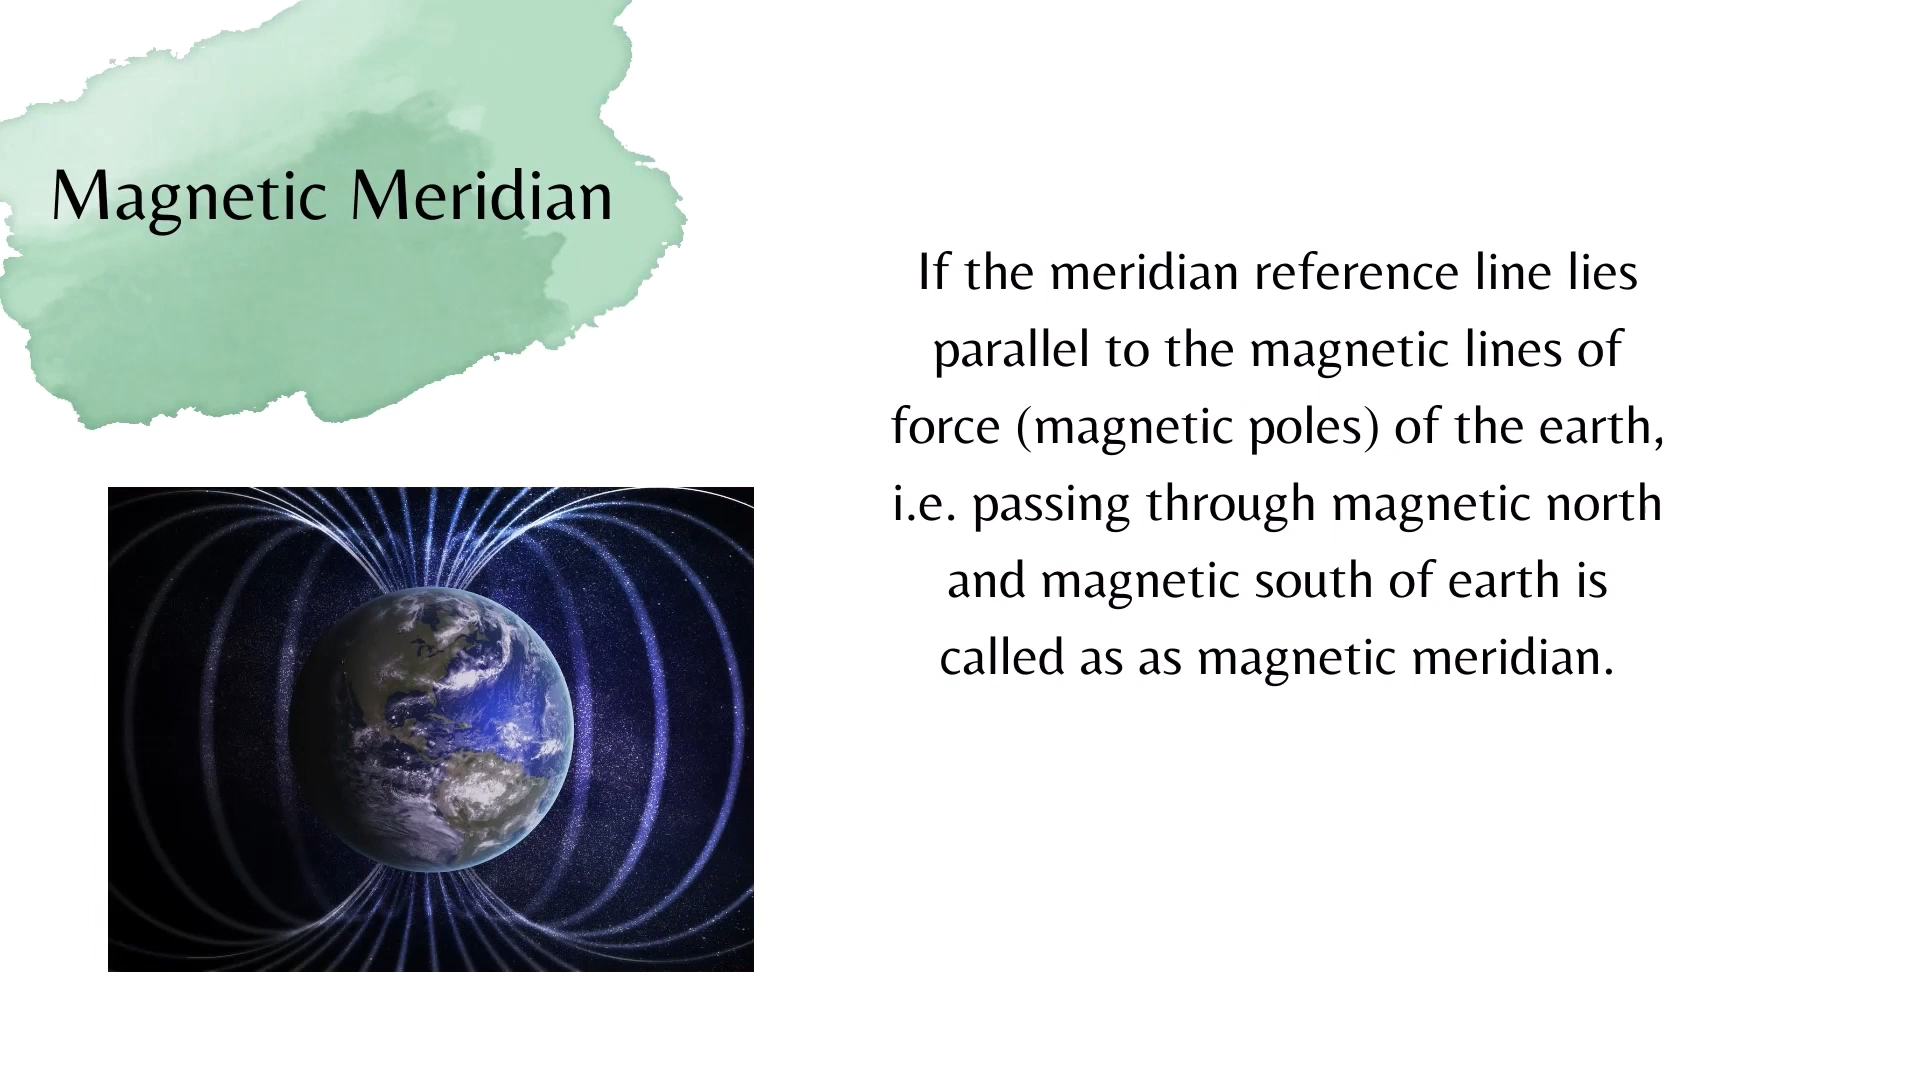 Magnetic Meridian
If the meridian reference line lies
parallel to the magnetic lines of
force (magnetic poles) of the earth,
i.e. passing through magnetic north
and magnetic south of earth is
called as as magnetic meridian.